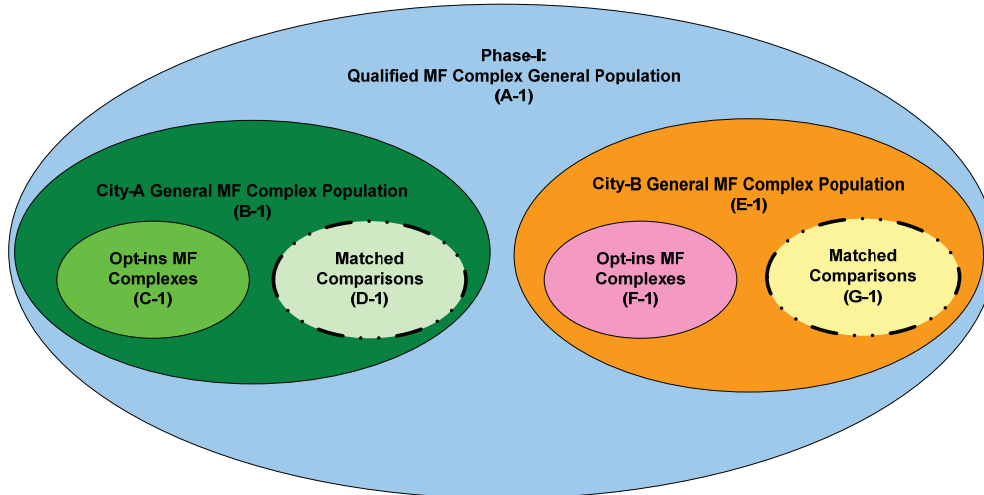 Phase-I:
Qualified MF Complex General Population
(A-1)
City-A General MF Complex Population
(B-1)
Opt-ins MF
Complexes
(C-1)
Matched
Comparisons
(D-1)
City-B General MF Complex Population
(E-1)
Opt-ins MF
Complexes
(F-1)
Matched
Comparisons
(G-1)